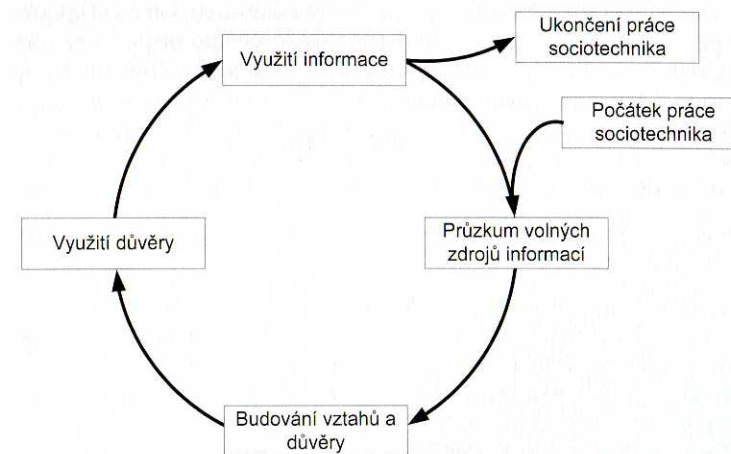 Ukončení práce
sociotechnika
Využití informace
Počátek práce
sociotechnika
Využití důvěry
Průzkum volných
zdrojů informací
Budování vztahů a
důvěry